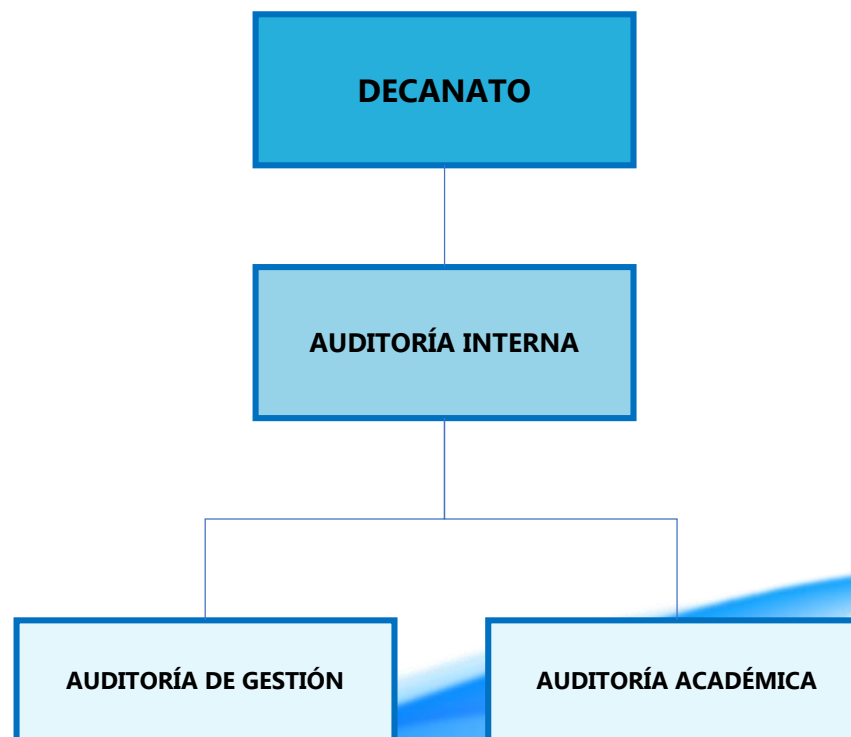 DECANATO
AUDITORÍA INTERNA
AUDITORÍA DE GESTIÓN
AUDITORÍA ACADÉMICA